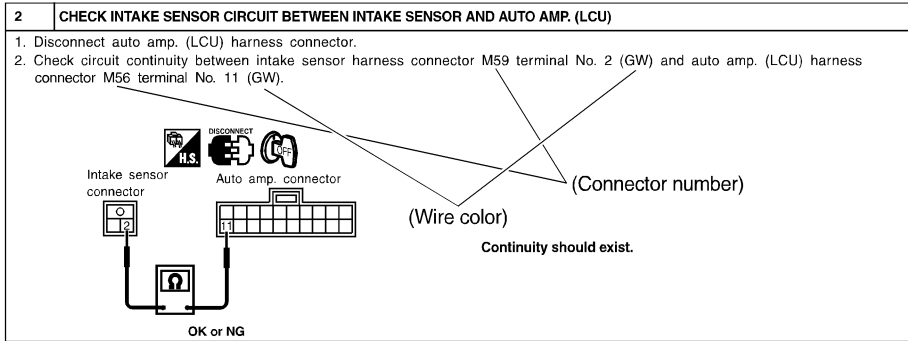 2 CHECK INTAKE SENSOR CIRCUIT BETWEEN INTAKE SENSOR AND AUTO AMP. (LCU)
1. Disconnect auto amp. (LCU) harness connector.
2. Check circuit continuity between intake sensor harness connector M59 terminal No. 2 (GW) and auto amp. (LCU) harness
connector M56 terminal No. 11 (GW).
DISCONNECT
H.S.
OFF
Intake sensor
connector
Auto amp. connector
(Connector number)
2
11
(Wire color)
Continuity should exist.
Ω
OK or NG